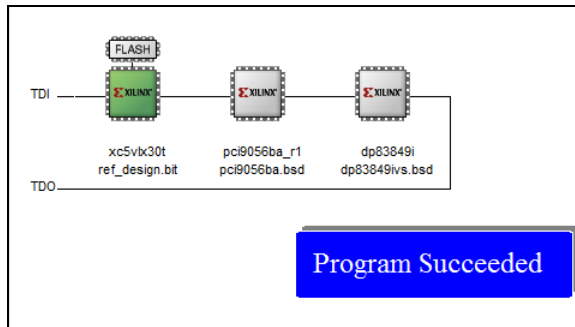 FLASH
TDI
XILINX
XILINX
XILINX
xc5vlx30t
pci9056ba_r1
dp83849i
ref_design.bit
pci9056ba.bsd
dp83849ivs.bsd
TDO
Program Succeeded